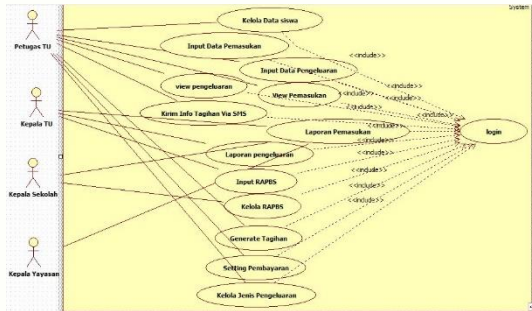 System
Petugas TU
Kepala TU
Kepala Sekolah
Kepala Yayasan
Kelola Data siswa
Input Data Pemasukan
Input Data Pengeluaran
view pengeluaran
View Pemasukan
Kirim Info Tagihan Via SMS
Laporan Pemasukan
Laporan pengeluaran
Input RAPBS
Kelola RAPBS
Generate Tagihan
Setting Pembayaran
Kelola Jenis Pengeluaran
login
<<include>>
<<include>>
<<include>>
<<include>>
<<include>>
<<include>>
<<include>>
<<include>>
<<include>>
<<include>>
<<include>>